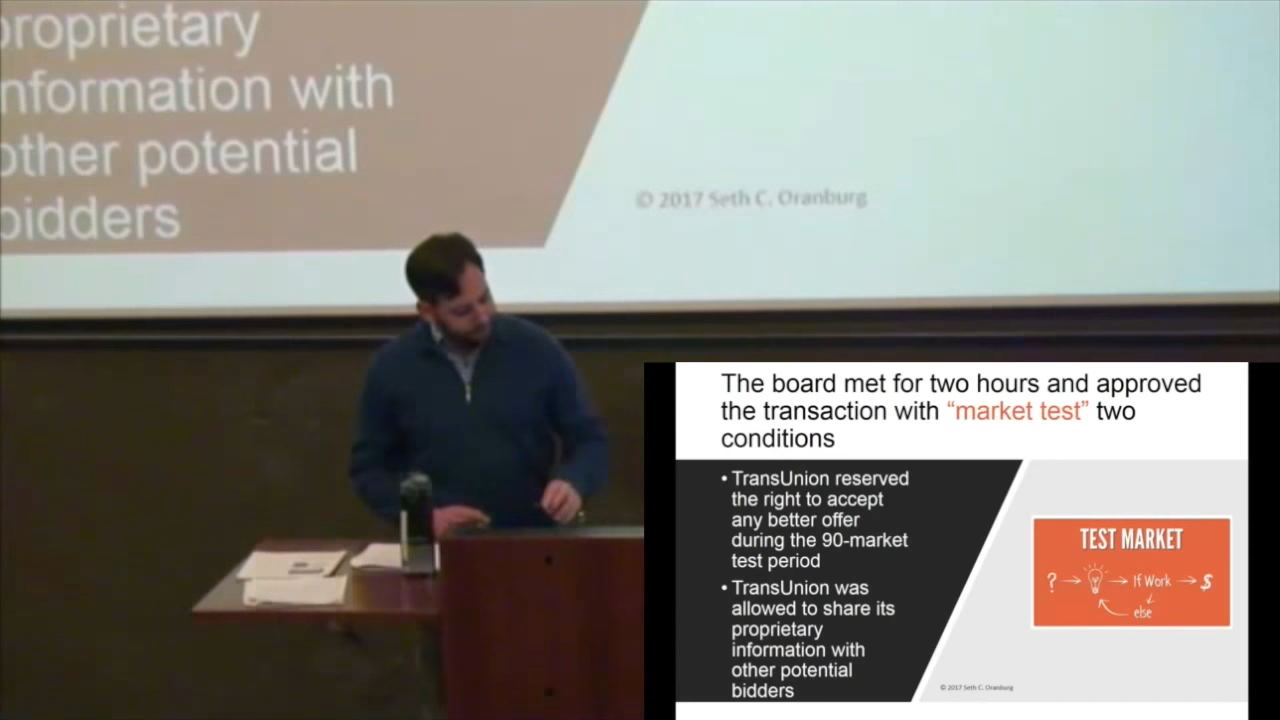 proprietary
information with
other potential
bidders
© 2017 Seth C. Oranburg
The board met for two hours and approved
the transaction with “market test” two
conditions
• TransUnion reserved
the right to accept
any better offer
during the 90-market
test period
• TransUnion was
allowed to share its
proprietary
information with
other potential
bidders
TEST MARKET
? → → If Work → $
else
© 2017 Seth C. Oranburg